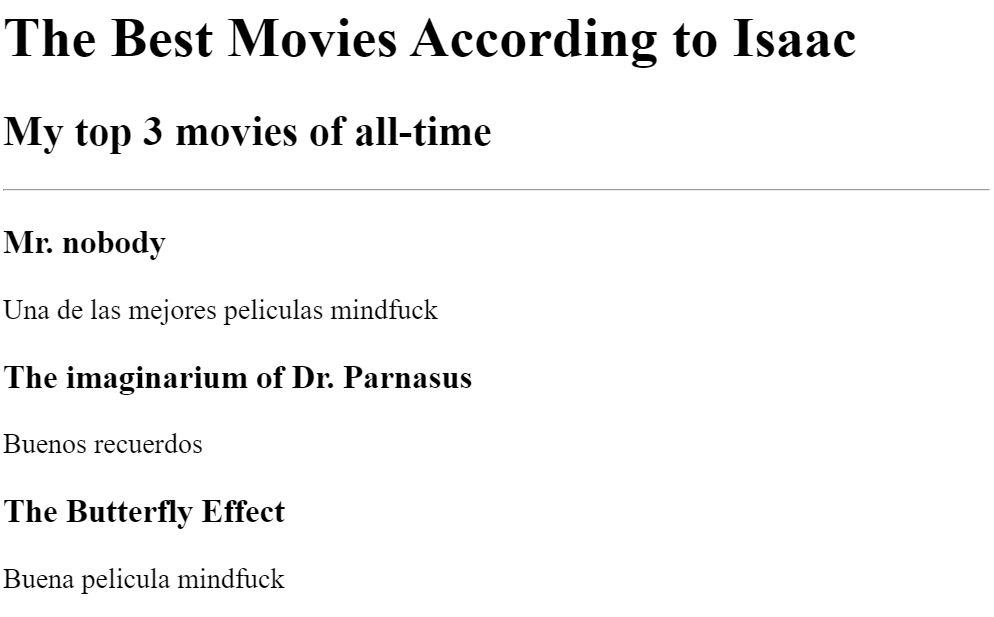 The Best Movies According to Isaac
My top 3 movies of all-time
Mr. nobody
Una de las mejores peliculas mindfuck
The imaginarium of Dr. Parnasus
Buenos recuerdos
The Butterfly Effect
Buena pelicula mindfuck